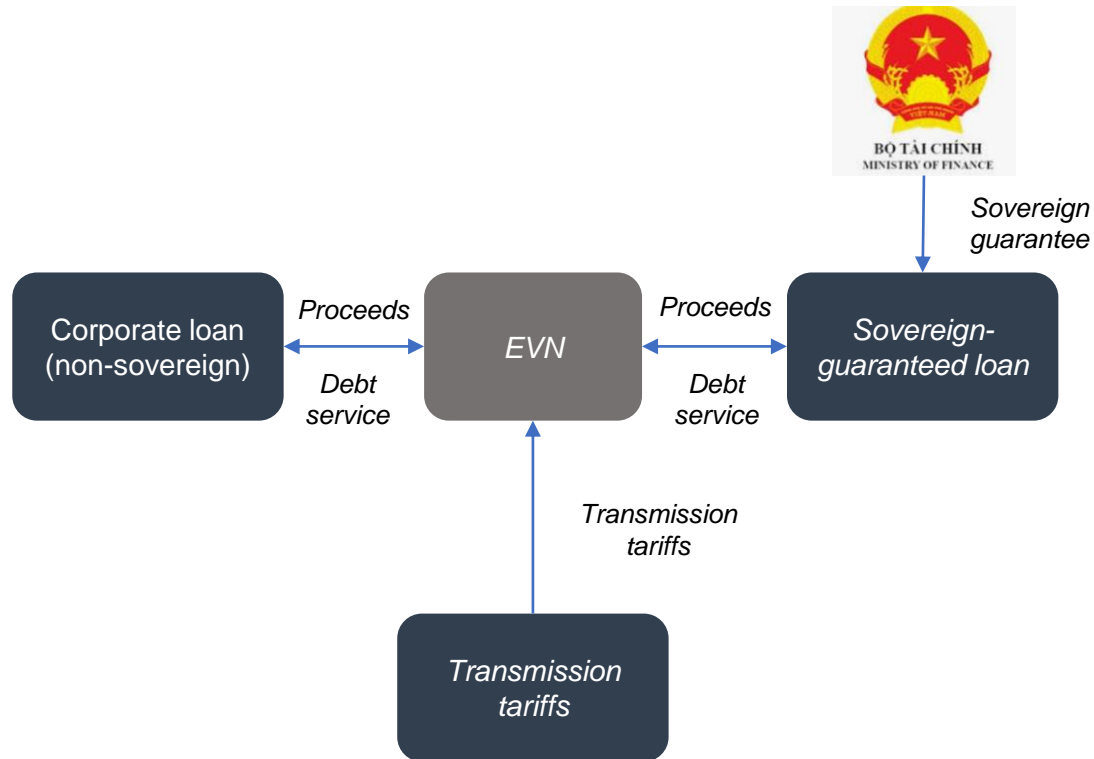 VIỆT NAM
BỘ TÀI CHÍNH
MINISTRY OF FINANCE
Sovereign
guarantee
Corporate loan
(non-sovereign)
Proceeds
Debt
service
EVN
Proceeds
Debt
service
Sovereign-
guaranteed loan
Transmission
tariffs
Transmission
tariffs